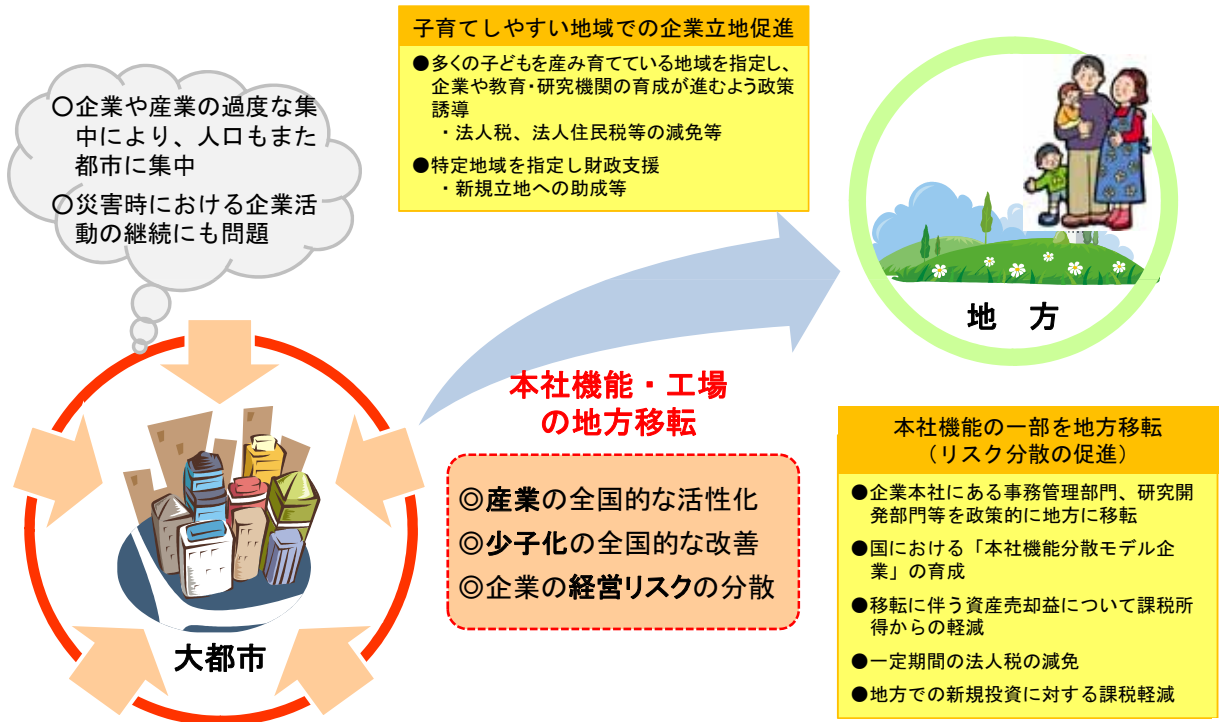 子育てしやすい地域での企業立地促進
●多くの子どもを産み育てている地域を指定し、
企業や教育・研究機関の育成が進むよう政策
誘導
・法人税、法人住民税等の減免等
●特定地域を指定し財政支援
・新規立地への助成等
〇企業や産業の過度な集
中により、人口もまた
都市に集中
〇災害時における企業活
動の継続にも問題
地　方
本社機能・工場
の地方移転
◎産業の全国的な活性化
◎少子化の全国的な改善
◎企業の経営リスクの分散
大都市
本社機能の一部を地方移転
（リスク分散の促進）
●企業本社にある事務管理部門、研究開
発部門等を政策的に地方に移転
●国における「本社機能分散モデル企
業」の育成
●移転に伴う資産売却益について課税所
得からの軽減
●一定期間の法人税の減免
●地方での新規投資に対する課税軽減